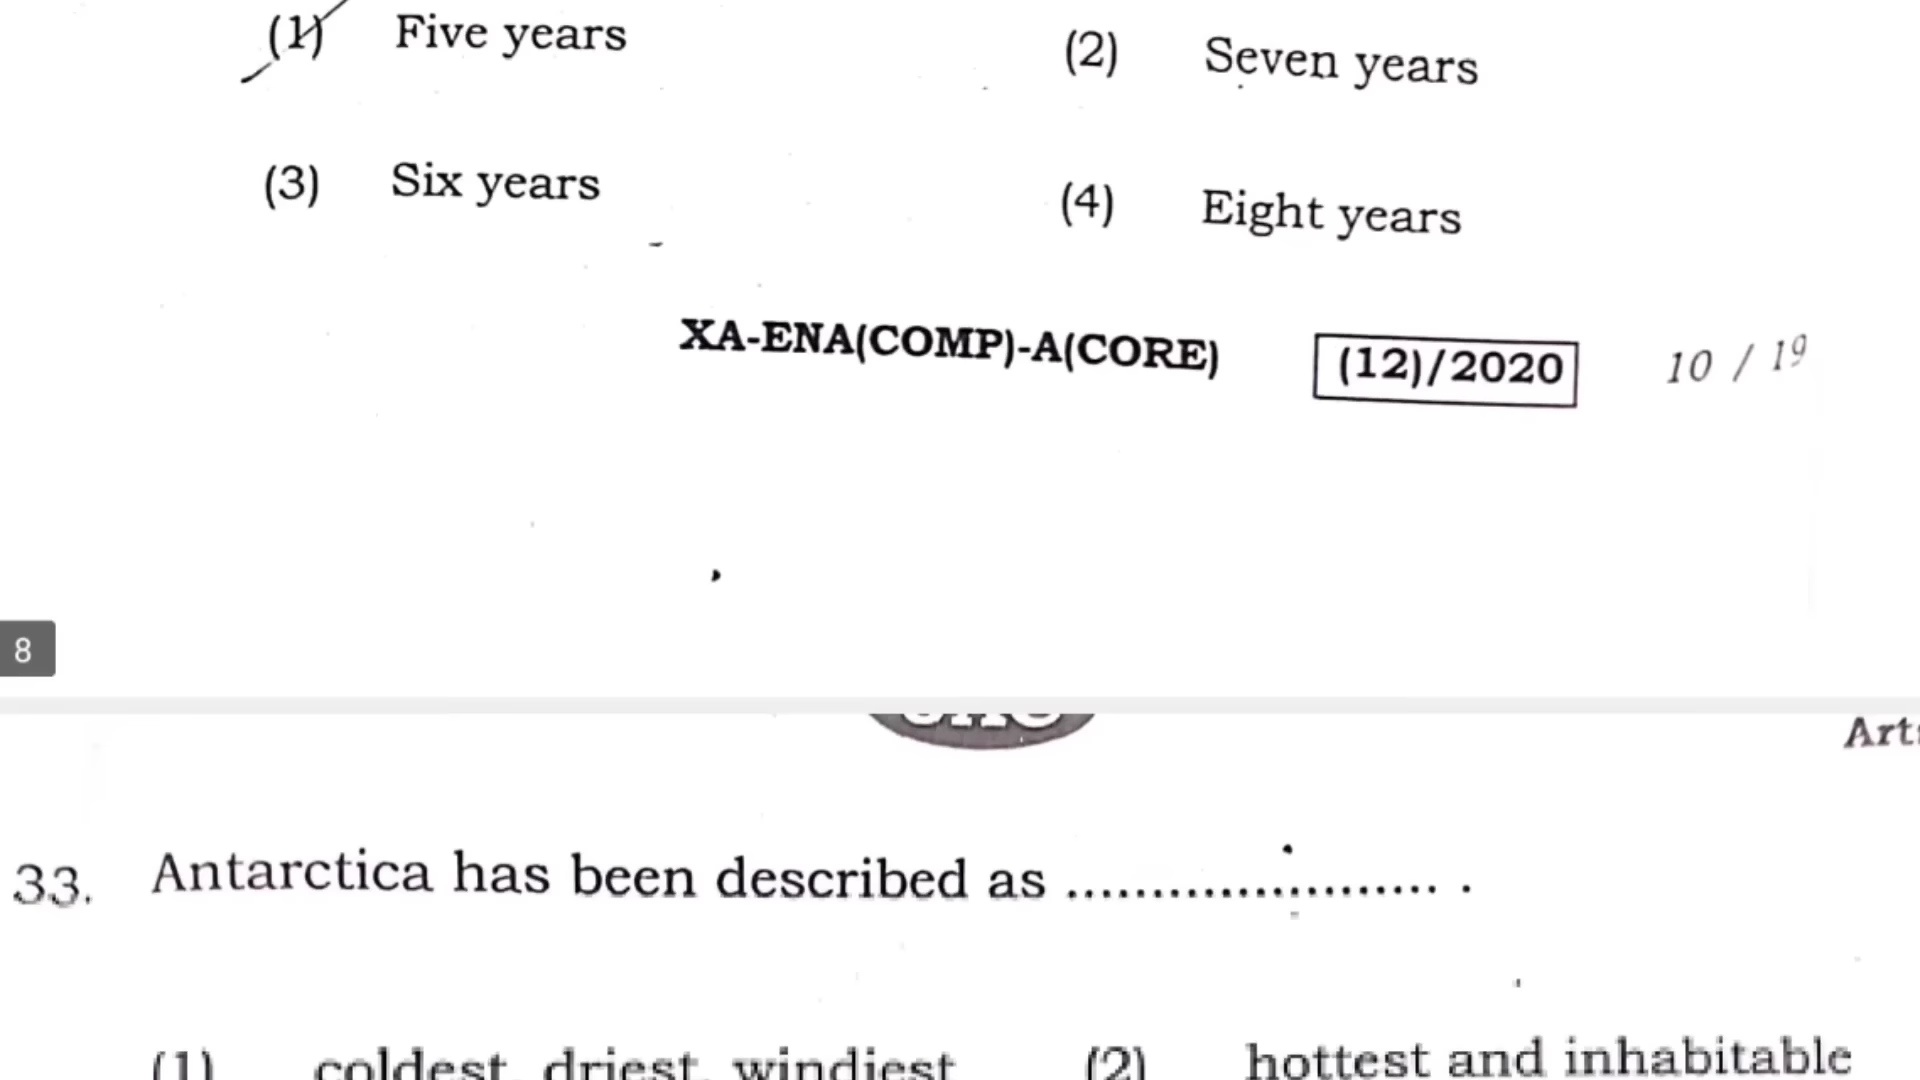 (1) Five years (2) Seven years
(3) Six years (4) Eight years
XA-ENA(COMP)-A(CORE) (12)/2020 10 / 19
8
33. Antarctica has been described as ...................... .
(1) coldest, driest, windiest (2) hottest and inhabitable